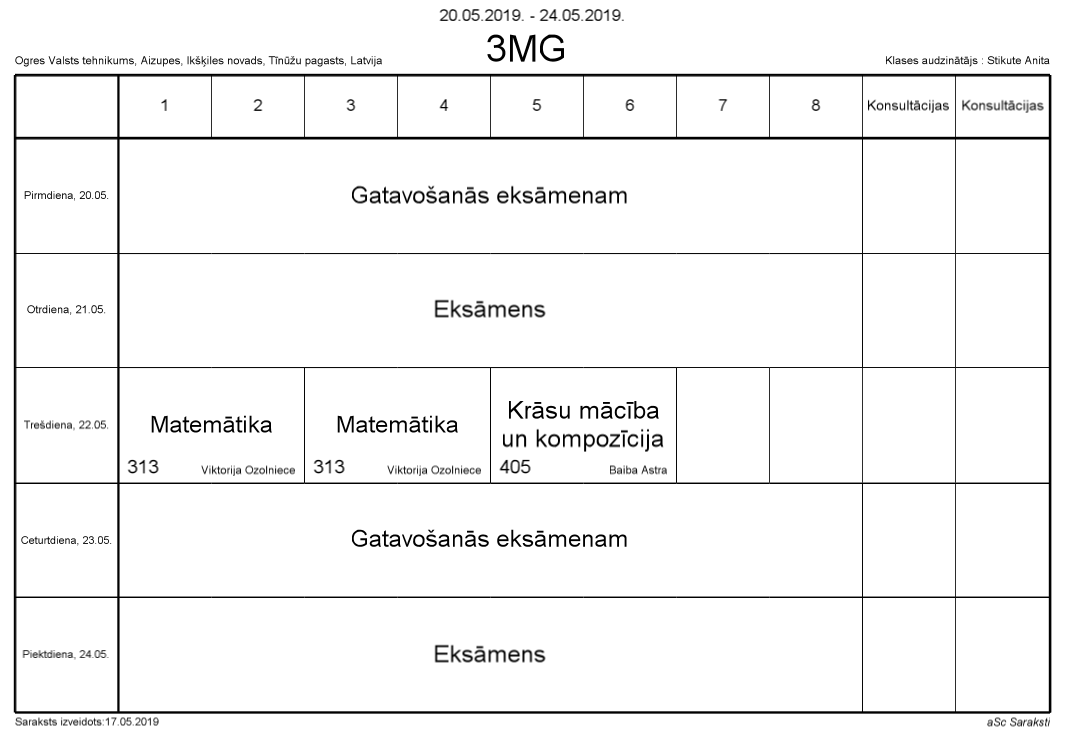 20.05.2019. - 24.05.2019.
3MG
Ogres Valsts tehnikums, Aizupes, Ikšķiles novads, Tīnūžu pagasts, Latvija
Klases audzinātājs : Stikute Anita
1 2 3 4 5 6 7 8 Konsultācijas Konsultācijas
Pirmdiena, 20.05.
Gatavošanās eksāmenam
Otrdiena, 21.05.
Eksāmens
Trešdiena, 22.05.
Matemātika
313 Viktorija Ozolniece
Matemātika
313 Viktorija Ozolniece
Krāsu mācība
un kompozīcija
405 Baiba Astra
Ceturtdiena, 23.05.
Gatavošanās eksāmenam
Piektdiena, 24.05.
Eksāmens
Saraksts izveidots:17.05.2019
aSc Saraksti